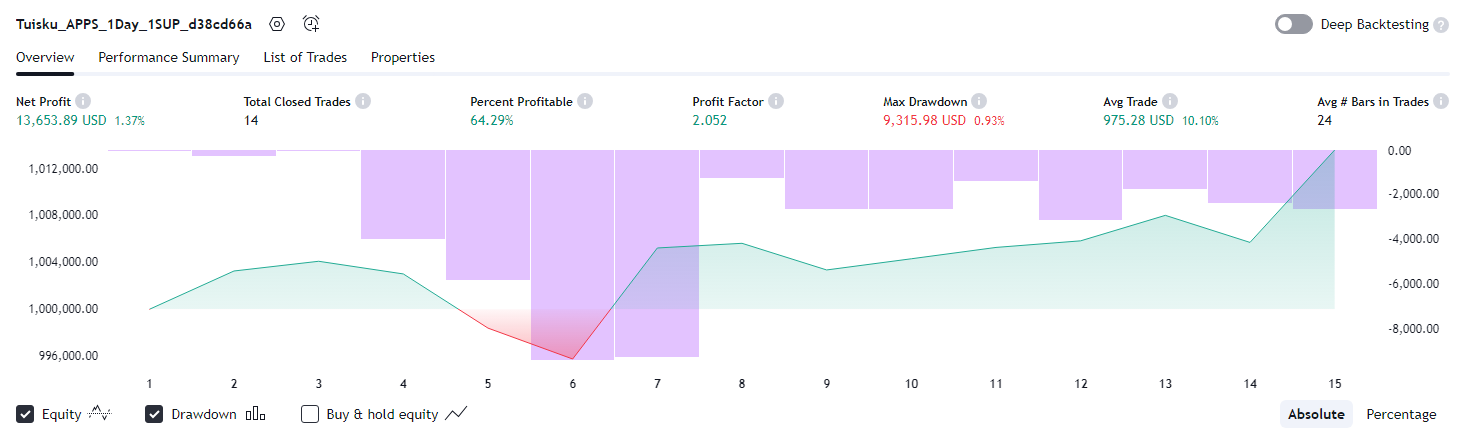 Tuisku_APPS_1Day_1SUP_d38cd66a
Deep Backtesting
Overview Performance Summary List of Trades Properties
Net Profit Total Closed Trades Percent Profitable Profit Factor Max Drawdown Avg Trade Avg # Bars in Trades
13,653.89 USD 1.37% 14 64.29% 2.052 9,315.98 USD 0.93% 975.28 USD 10.10% 24
1,012,000.00
1,008,000.00
1,004,000.00
1,000,000.00
996,000.00
0.00
-2,000.00
-4,000.00
-6,000.00
-8,000.00
1 2 3 4 5 6 7 8 9 10 11 12 13 14 15
Equity Drawdown Buy & hold equity Absolute Percentage